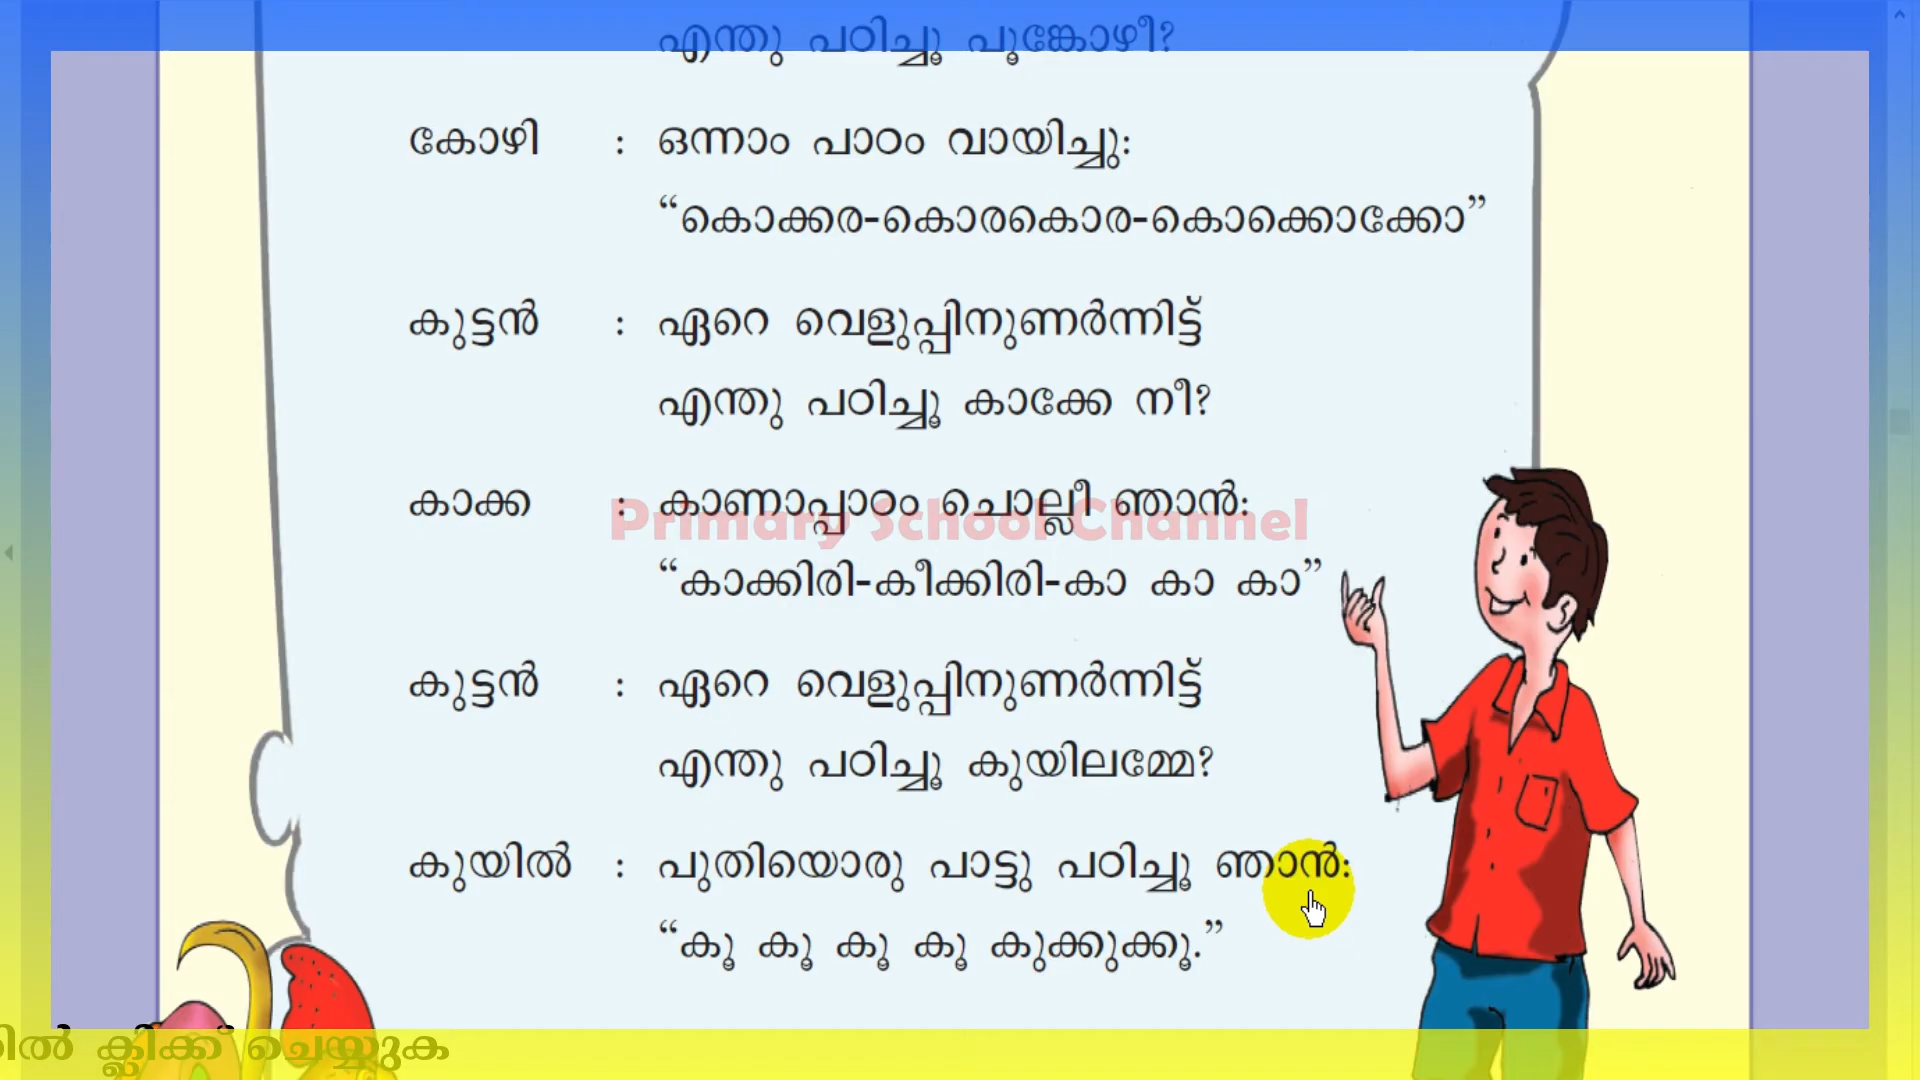 എന്തു പഠിച്ചൂ പൂങ്കോഴീ?
കോഴി : ഒന്നാം പാഠം വായിച്ചു:
“കൊക്കര-കൊരകൊര-കൊക്കൊക്കോ”
കുട്ടൻ : ഏറെ വെളുപ്പിനുണർന്നിട്ട്
എന്തു പഠിച്ചൂ കാക്കേ നീ?
കാക്ക : കാണാപ്പാഠം ചൊല്ലീ ഞാൻ:
Primary School Channel
“കാക്കിരി-കീക്കിരി-കാ കാ കാ”
കുട്ടൻ : ഏറെ വെളുപ്പിനുണർന്നിട്ട്
എന്തു പഠിച്ചൂ കുയിലമ്മേ?
കുയിൽ : പുതിയൊരു പാട്ടു പഠിച്ചൂ ഞാൻ:
“കൂ കൂ കൂ കൂ കുക്കുക്കൂ.”
ക്ലിക്ക് ചെയ്യുക